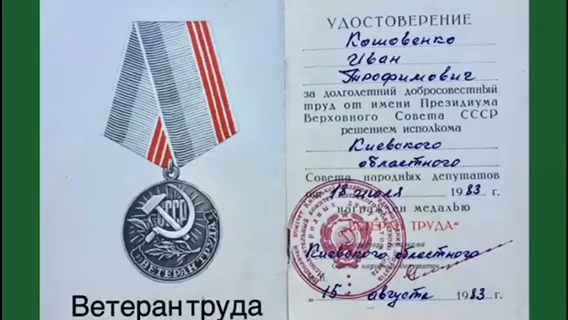 СССР
ВЕТЕРАН ТРУДА
Ветеран труда
УДОСТОВЕРЕНИЕ
Кошовенко
Иван
Трофимович
за долголетний добросовестный
труд от имени Президиума
Верховного Совета СССР
решением исполкома
Киевского
областного
Совета народных депутатов
от 18 июля 1983 г.
награжден медалью
"ВЕТЕРАН ТРУДА"
Киевского областного
15 августа 1983 г.